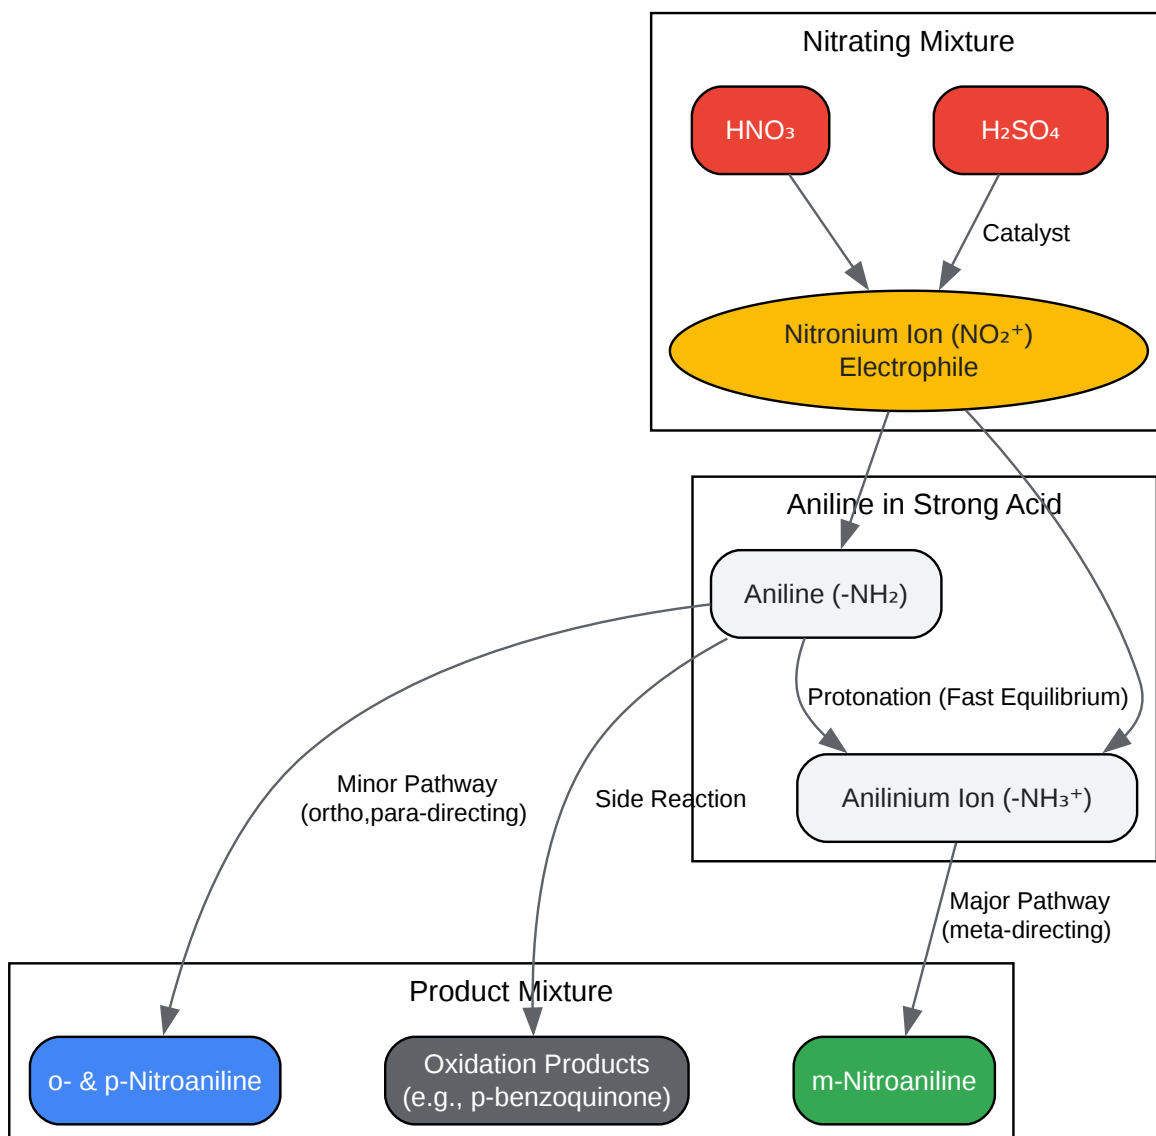 Nitrating Mixture
HNO₃
H₂SO₄
Catalyst
Nitronium Ion (NO₂⁺)
Electrophile
Aniline in Strong Acid
Aniline (-NH₂)
Protonation (Fast Equilibrium)
Minor Pathway
(ortho,para-directing)
Side Reaction
Anilinium Ion (-NH₃⁺)
Major Pathway
(meta-directing)
Product Mixture
o- & p-Nitroaniline
Oxidation Products
(e.g., p-benzoquinone)
m-Nitroaniline